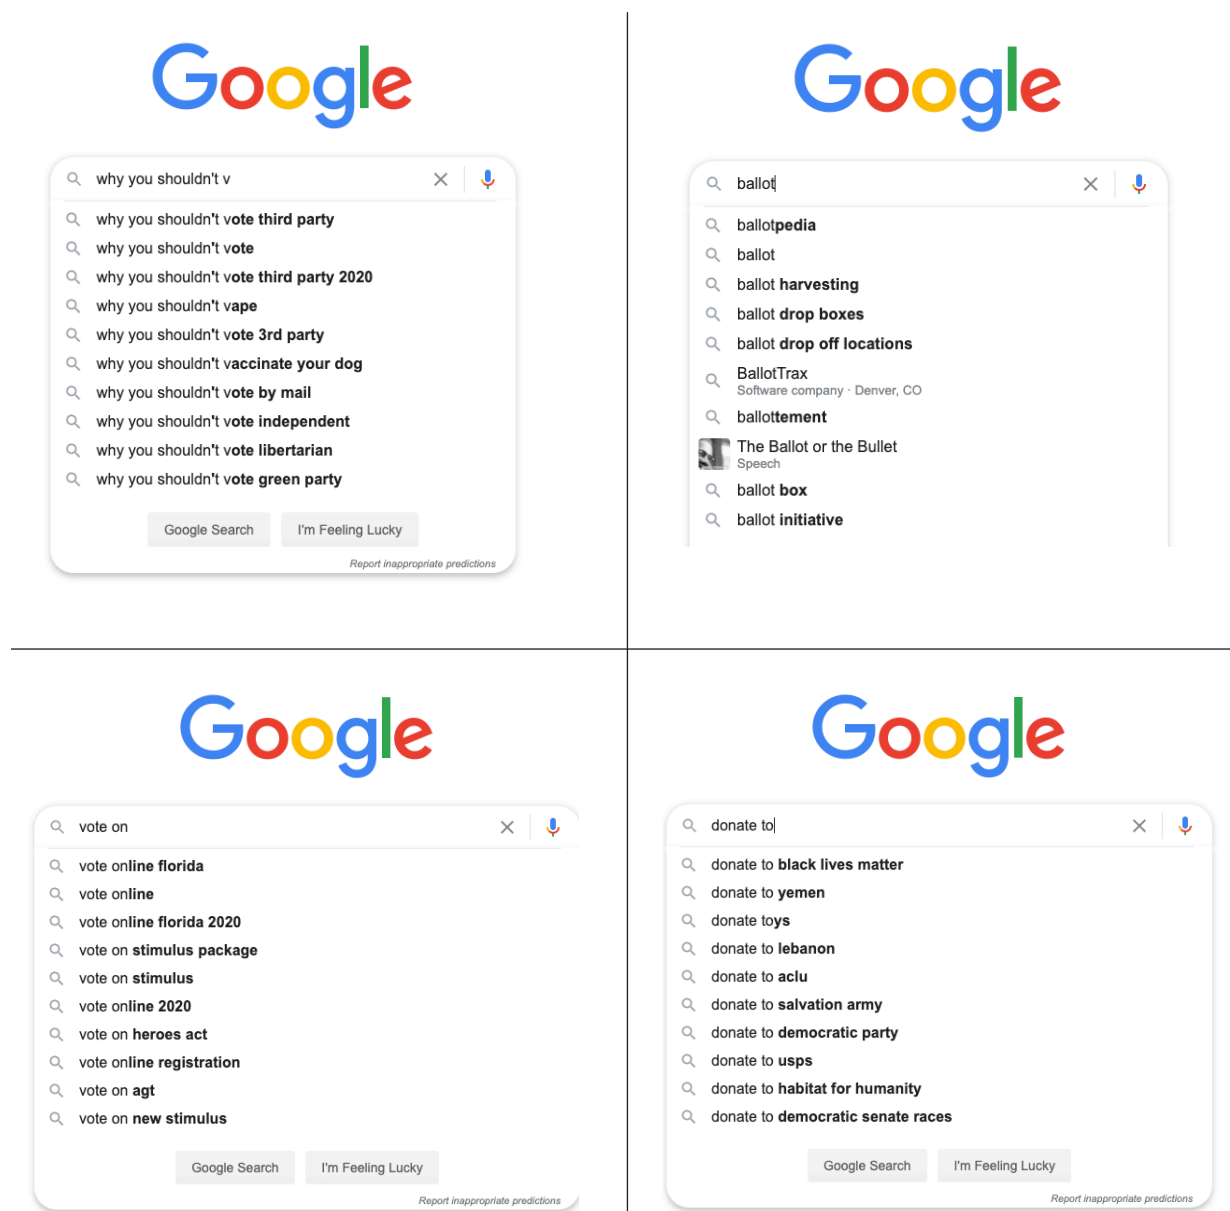 Google
why you shouldn't v
why you shouldn't vote third party
why you shouldn't vote
why you shouldn't vote third party 2020
why you shouldn't vape
why you shouldn't vote 3rd party
why you shouldn't vaccinate your dog
why you shouldn't vote by mail
why you shouldn't vote independent
why you shouldn't vote libertarian
why you shouldn't vote green party
Google Search I'm Feeling Lucky
Report inappropriate predictions
Google
ballot
ballotpedia
ballot
ballot harvesting
ballot drop boxes
ballot drop off locations
BallotTrax
Software company · Denver, CO
ballottement
The Ballot or the Bullet
Speech
ballot box
ballot initiative
Google
vote on
vote online florida
vote online
vote online florida 2020
vote on stimulus package
vote on stimulus
vote online 2020
vote on heroes act
vote online registration
vote on agt
vote on new stimulus
Google Search I'm Feeling Lucky
Report inappropriate predictions
Google
donate to
donate to black lives matter
donate to yemen
donate toys
donate to lebanon
donate to aclu
donate to salvation army
donate to democratic party
donate to usps
donate to habitat for humanity
donate to democratic senate races
Google Search I'm Feeling Lucky
Report inappropriate predictions